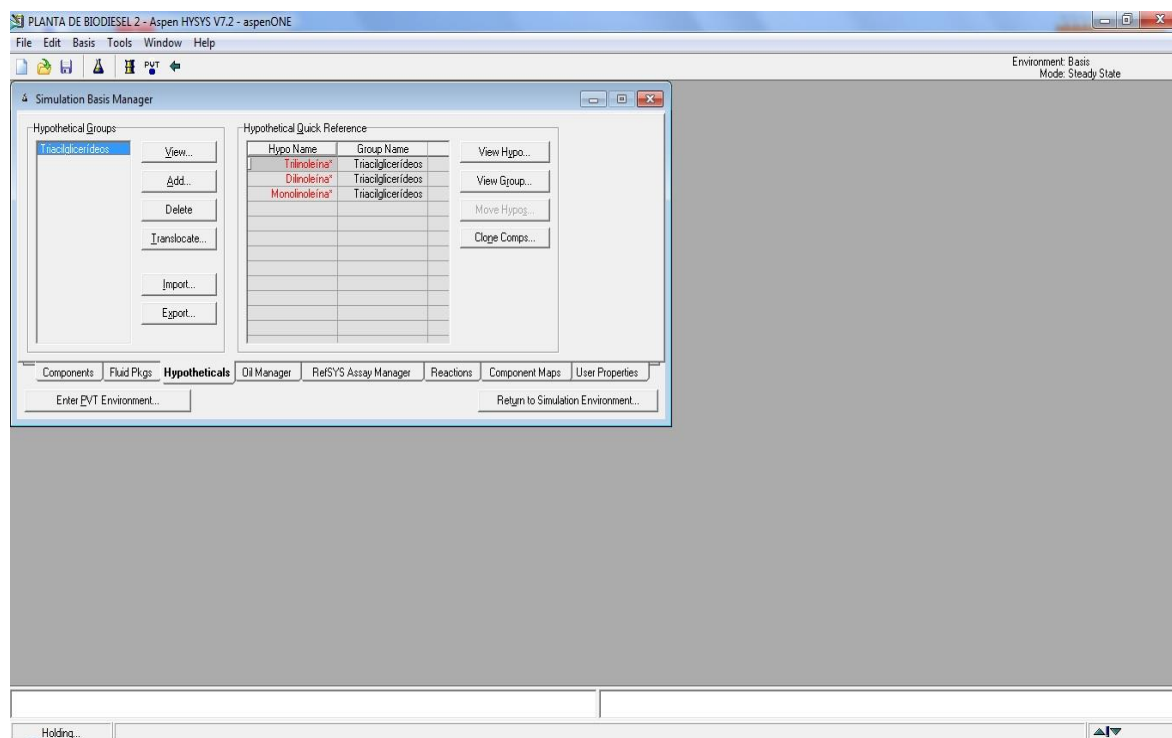 PLANTA DE BIODIESEL 2 - Aspen HYSYS V7.2 - aspenONE
File Edit Basis Tools Window Help
PVT
Environment: Basis
Mode: Steady State
Simulation Basis Manager
Hypothetical Groups
Triacilglicerídeos
View...
Add...
Delete
Translocate...
Import...
Export...
Hypothetical Quick Reference
Hypo Name Group Name
Trilinoleína* Triacilglicerídeos
Dilinoleína* Triacilglicerídeos
Monolinoleína* Triacilglicerídeos
View Hypo...
View Group...
Move Hypos...
Clone Comps...
Components Fluid Pkgs Hypotheticals Oil Manager RefSYS Assay Manager Reactions Component Maps User Properties
Enter PVT Environment... Return to Simulation Environment...
Holding...